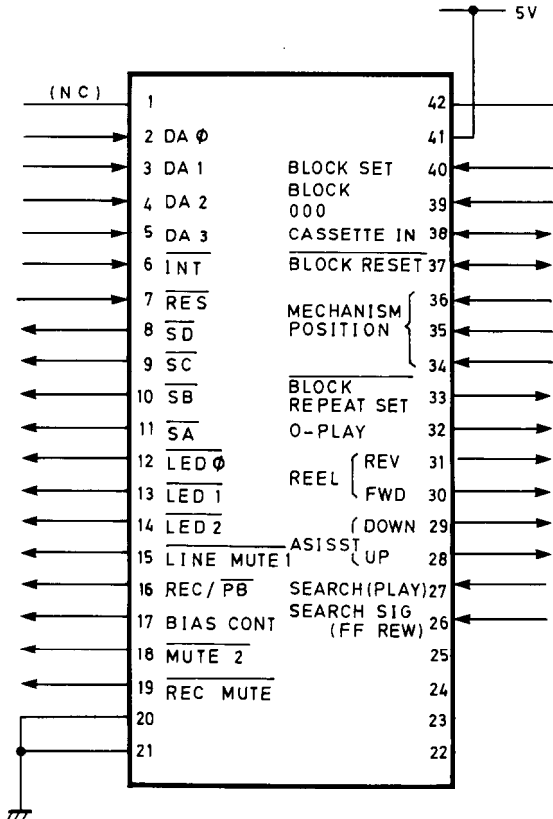 5V
(NC) 1 42
2 DA Ø 41
3 DA 1 BLOCK SET 40
4 DA 2 BLOCK 000 39
5 DA 3 CASSETTE IN 38
6 INT BLOCK RESET 37
7 RES MECHANISM POSITION 36
8 SD 35
9 SC 34
10 SB BLOCK REPEAT SET 33
11 SA O-PLAY 32
12 LED Ø REEL REV 31
13 LED 1 FWD 30
14 LED 2 ASISST DOWN 29
15 LINE MUTE 1 UP 28
16 REC/PB SEARCH(PLAY) 27
17 BIAS CONT SEARCH SIG (FF REW) 26
18 MUTE 2 25
19 REC MUTE 24
20 23
21 22